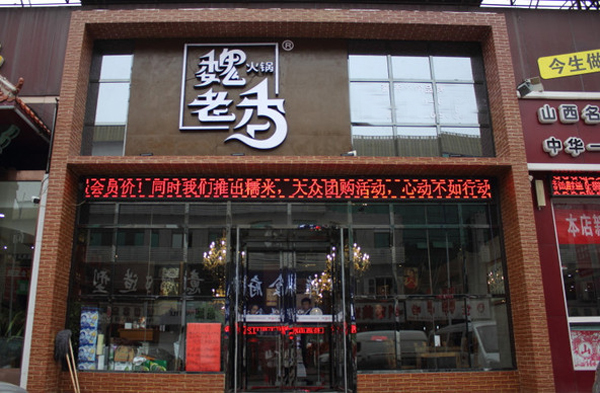 魏老香
火锅
®
会员价！同时我们推出糯米，大众团购活动，心动不如行动
今生做
山西名
中华一
本店新